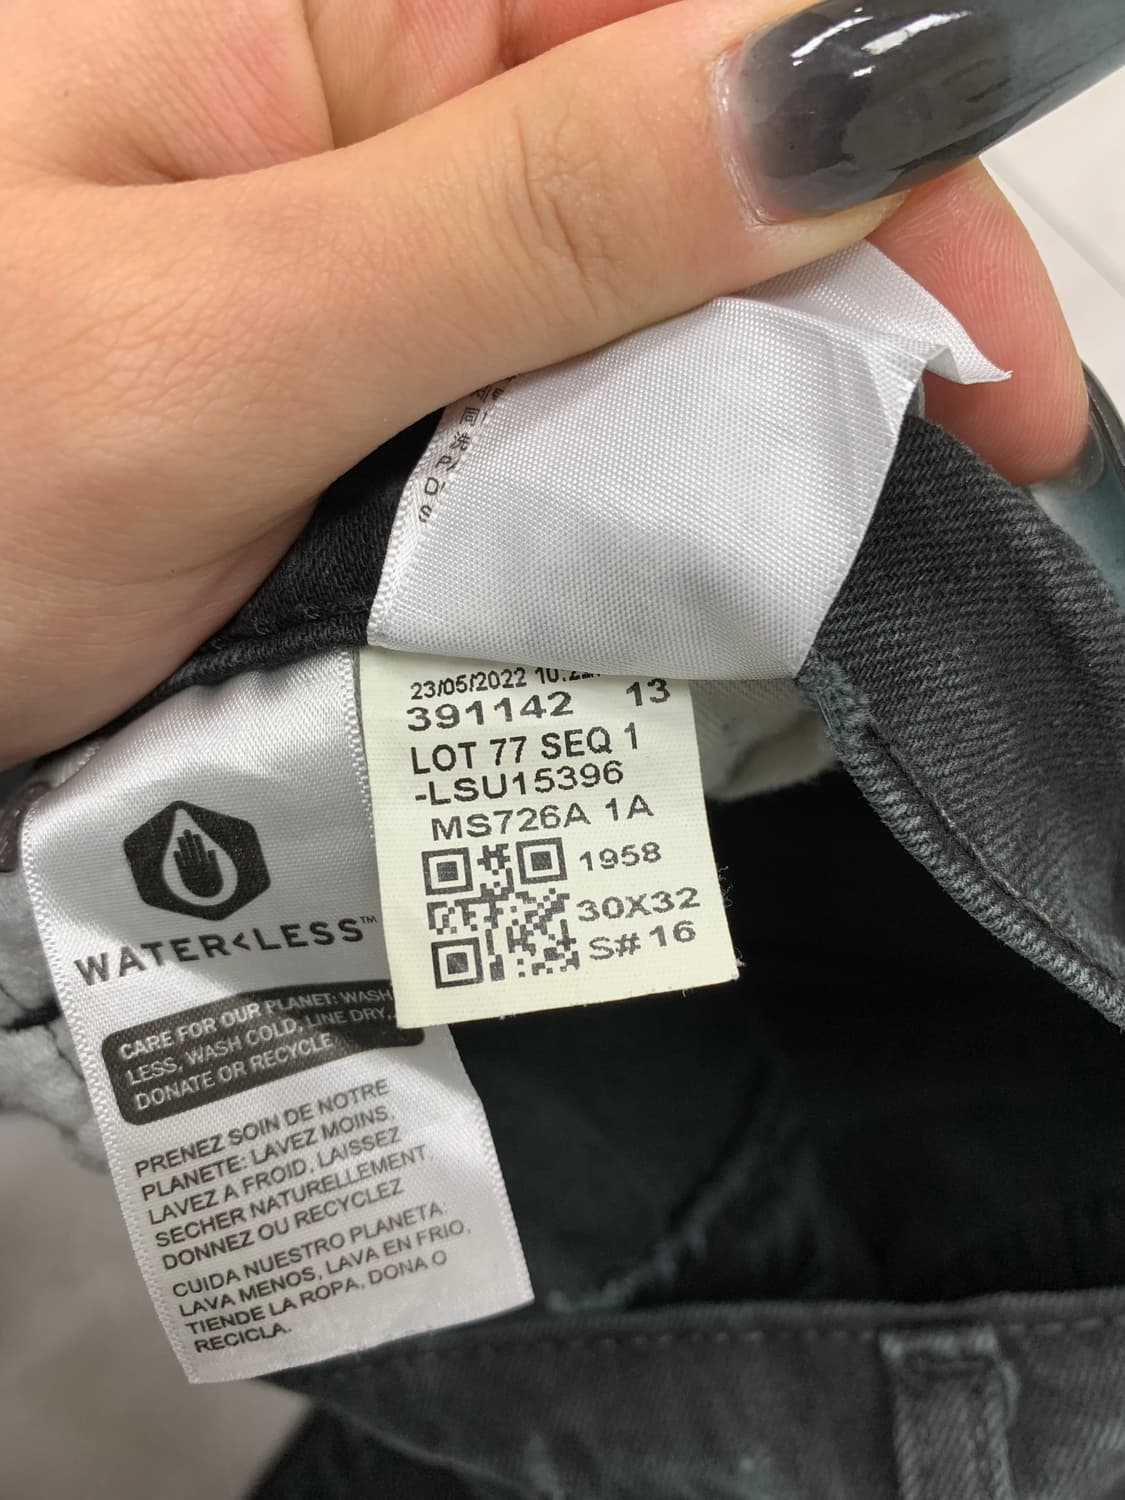 23/05/2022
391142 13
LOT 77 SEQ 1
-LSU15396
MS726A 1A
1958
30X32
S# 16
WATER<LESS™
CARE FOR OUR PLANET: WASH
LESS, WASH COLD, LINE DRY,
DONATE OR RECYCLE
PRENEZ SOIN DE NOTRE
PLANETE: LAVEZ MOINS,
LAVEZ A FROID, LAISSEZ
SECHER NATURELLEMENT
DONNEZ OU RECYCLEZ
CUIDA NUESTRO PLANETA:
LAVA MENOS, LAVA EN FRIO,
TIENDE LA ROPA, DONA O
RECICLA.